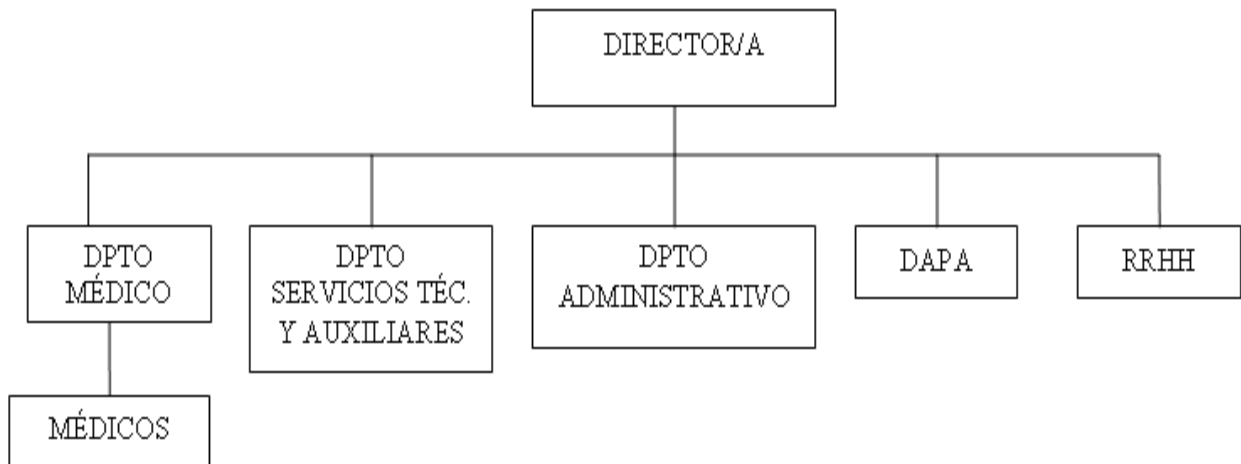 DIRECTOR/A
DPTO
MÉDICO
DPTO
SERVICIOS TÉC.
Y AUXILIARES
DPTO
ADMINISTRATIVO
DAPA
RRHH
MÉDICOS